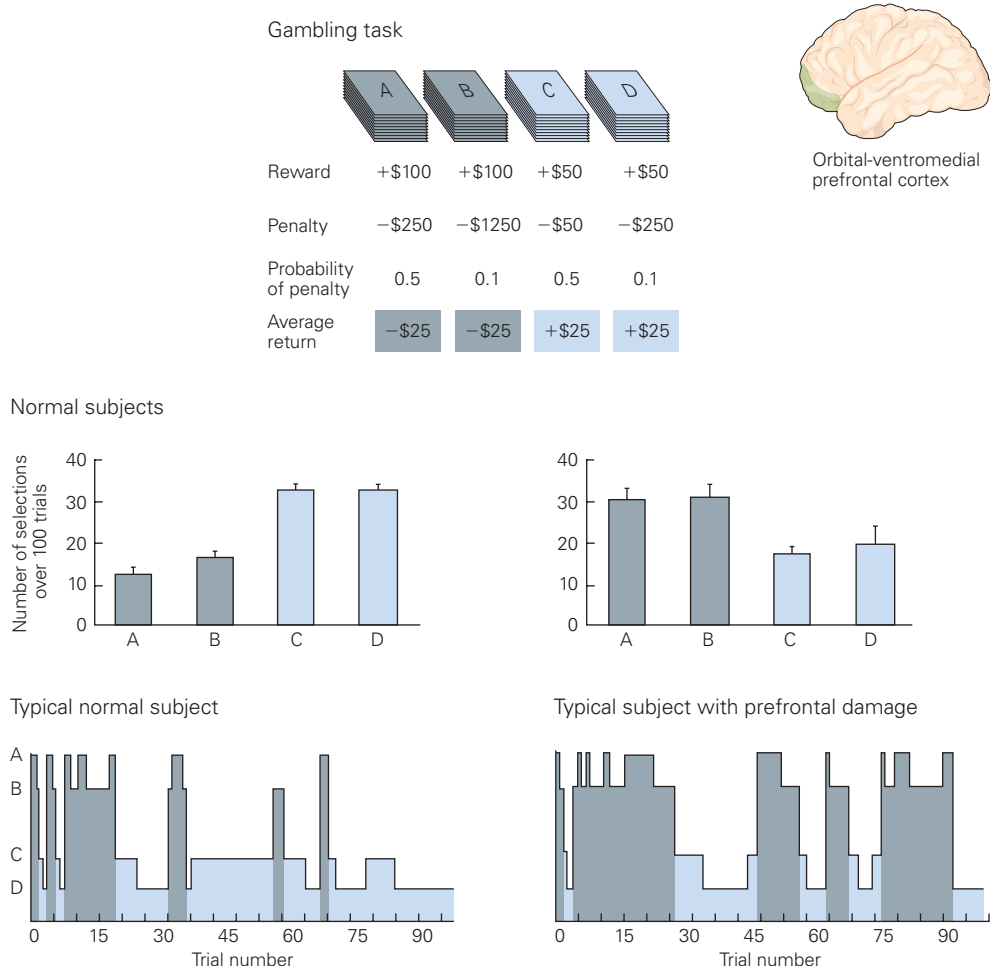 Gambling task
A B C D
Orbital-ventromedial
prefrontal cortex
Reward +$100 +$100 +$50 +$50
Penalty −$250 −$1250 −$50 −$250
Probability
of penalty 0.5 0.1 0.5 0.1
Average
return −$25 −$25 +$25 +$25
Normal subjects
Number of selections
over 100 trials
40
30
20
10
0
A B C D
40
30
20
10
0
A B C D
Typical normal subject
A
B
C
D
0 15 30 45 60 75 90
Trial number
Typical subject with prefrontal damage
0 15 30 45 60 75 90
Trial number